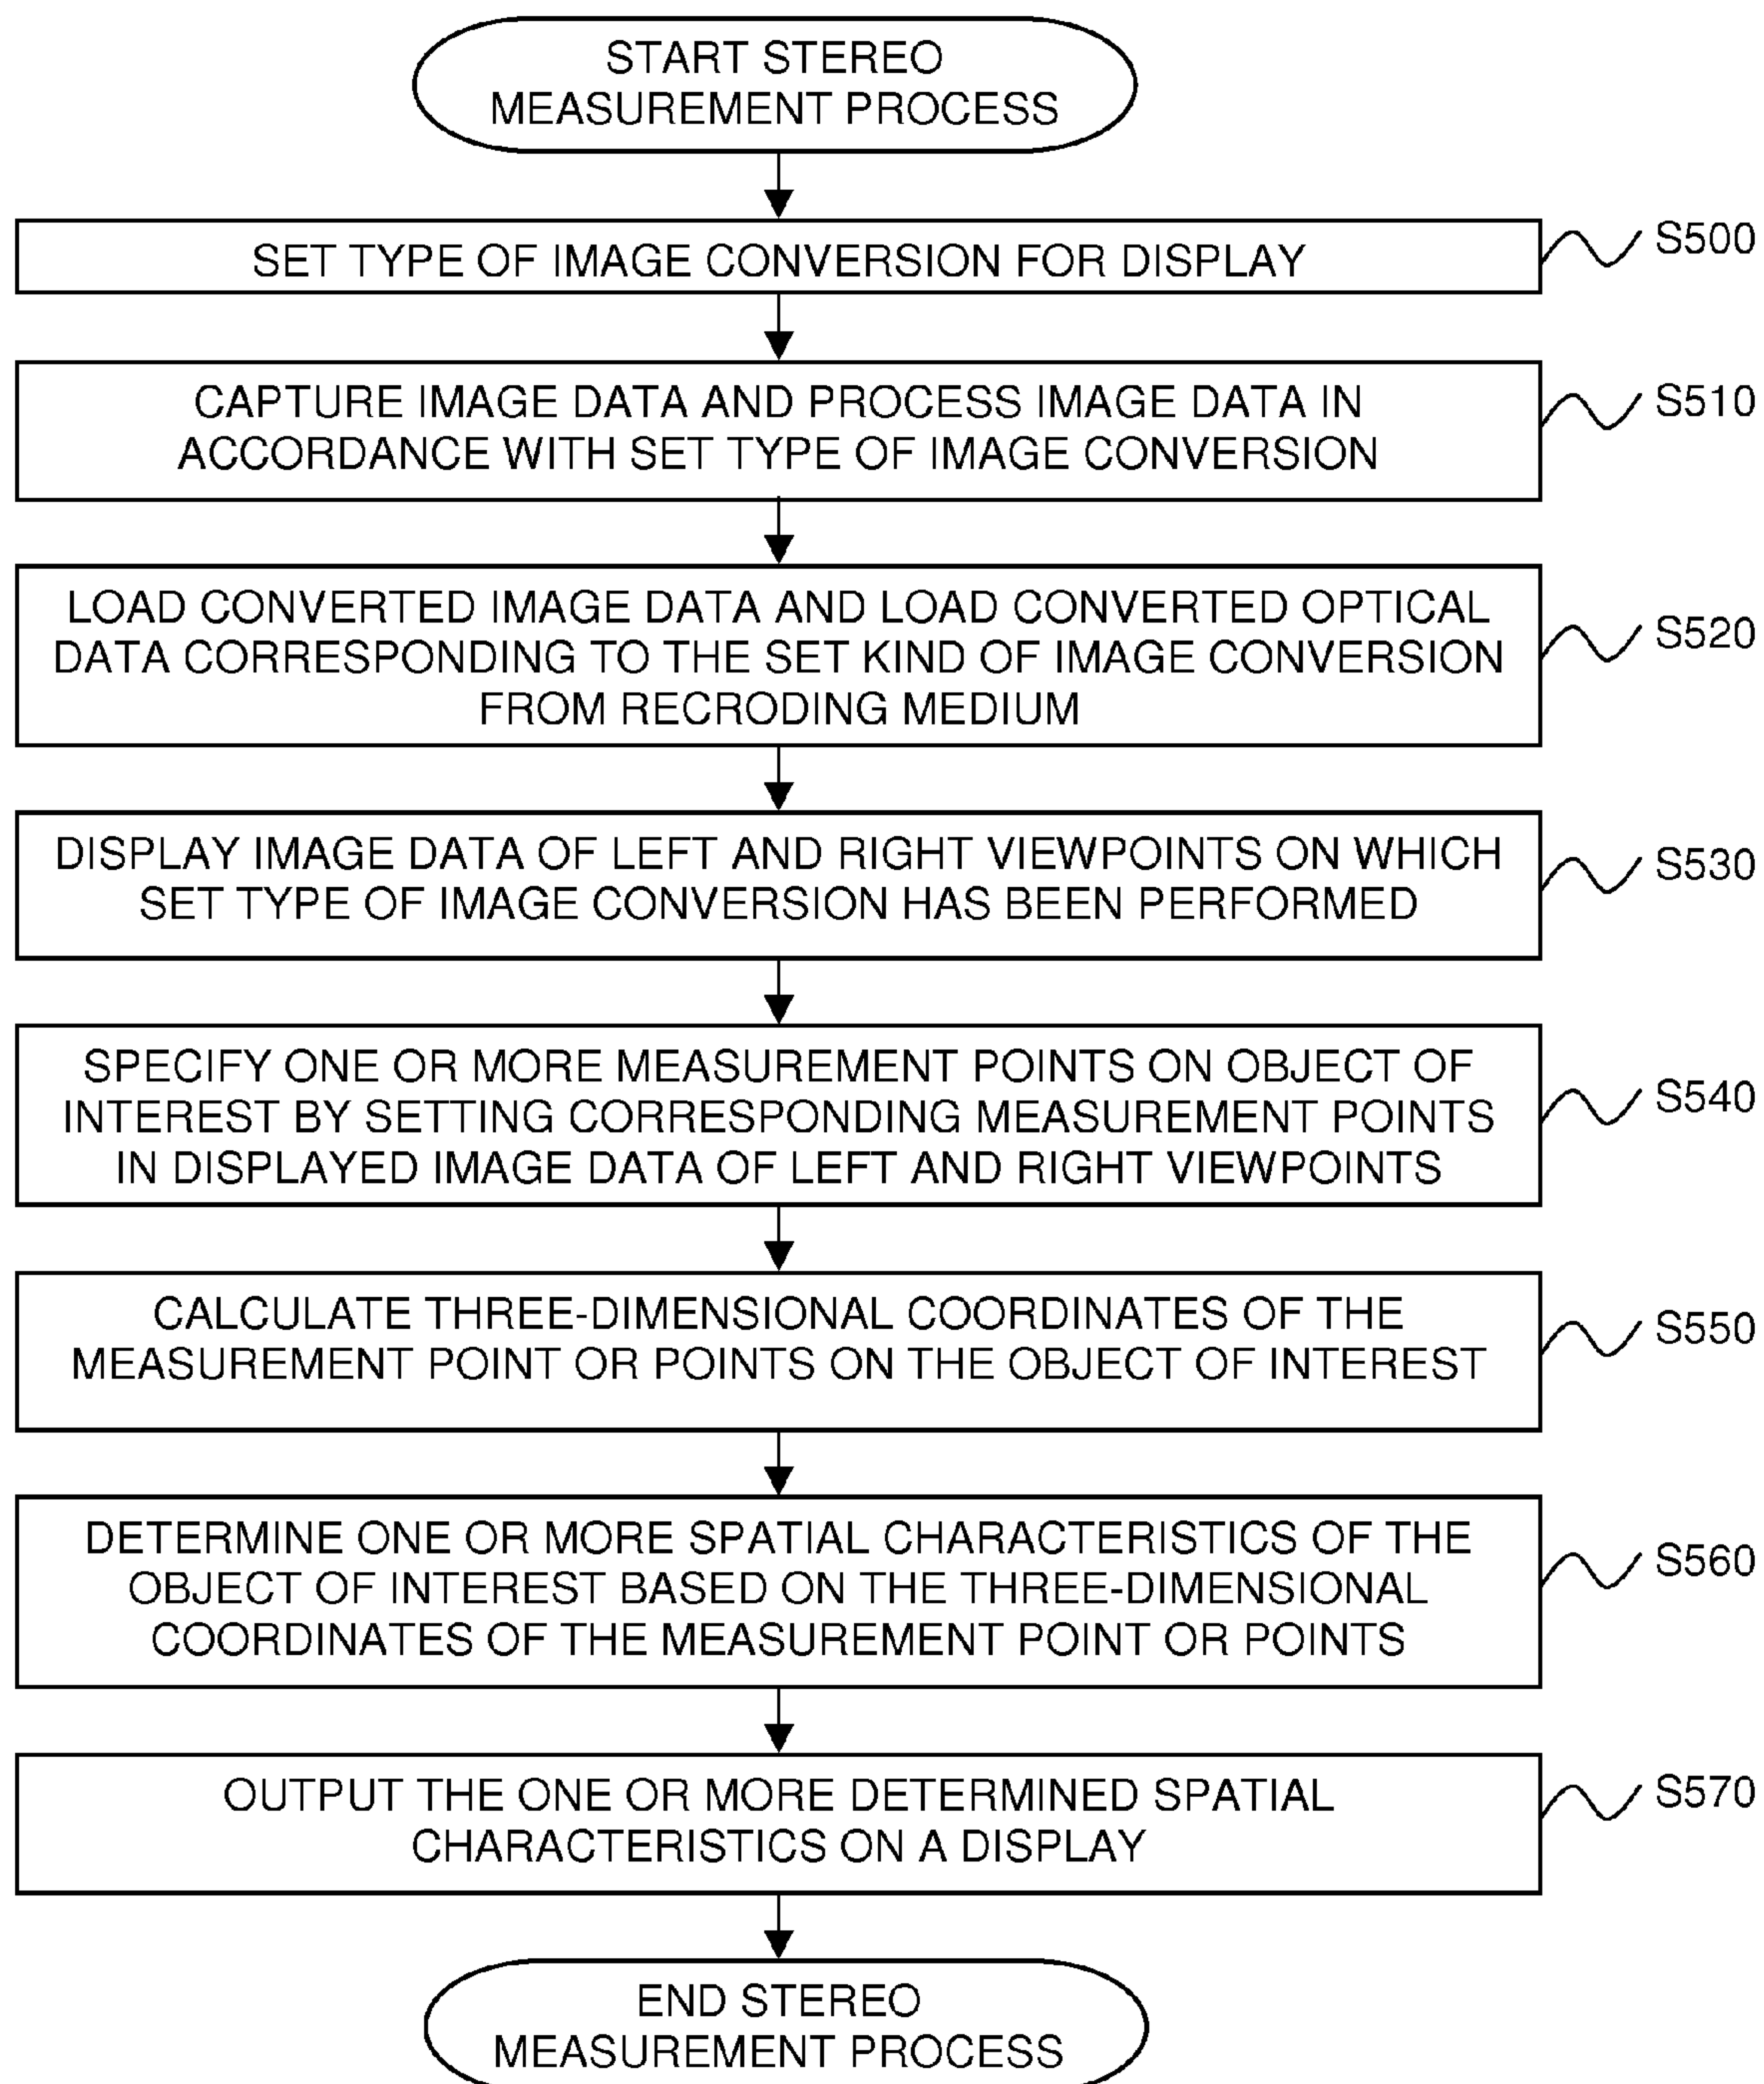 START STEREO
MEASUREMENT PROCESS
SET TYPE OF IMAGE CONVERSION FOR DISPLAY
S500
CAPTURE IMAGE DATA AND PROCESS IMAGE DATA IN
ACCORDANCE WITH SET TYPE OF IMAGE CONVERSION
S510
LOAD CONVERTED IMAGE DATA AND LOAD CONVERTED OPTICAL
DATA CORRESPONDING TO THE SET KIND OF IMAGE CONVERSION
FROM RECRODING MEDIUM
S520
DISPLAY IMAGE DATA OF LEFT AND RIGHT VIEWPOINTS ON WHICH
SET TYPE OF IMAGE CONVERSION HAS BEEN PERFORMED
S530
SPECIFY ONE OR MORE MEASUREMENT POINTS ON OBJECT OF
INTEREST BY SETTING CORRESPONDING MEASUREMENT POINTS
IN DISPLAYED IMAGE DATA OF LEFT AND RIGHT VIEWPOINTS
S540
CALCULATE THREE-DIMENSIONAL COORDINATES OF THE
MEASUREMENT POINT OR POINTS ON THE OBJECT OF INTEREST
S550
DETERMINE ONE OR MORE SPATIAL CHARACTERISTICS OF THE
OBJECT OF INTEREST BASED ON THE THREE-DIMENSIONAL
COORDINATES OF THE MEASUREMENT POINT OR POINTS
S560
OUTPUT THE ONE OR MORE DETERMINED SPATIAL
CHARACTERISTICS ON A DISPLAY
S570
END STEREO
MEASUREMENT PROCESS